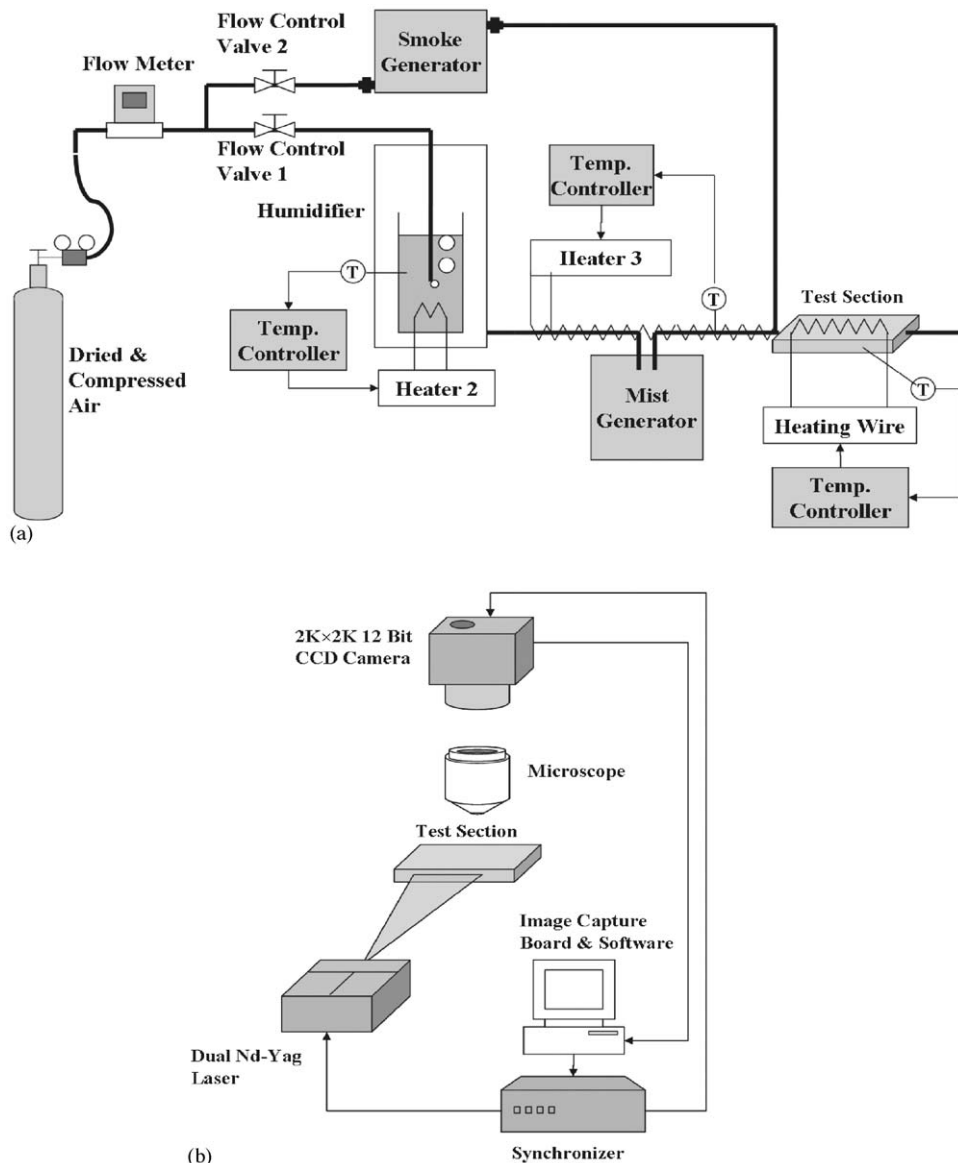 Flow Control
Valve 2
Smoke
Generator
Flow Meter
Flow Control
Valve 1
Humidifier
Temp.
Controller
Heater 3
T
T
Test Section
Temp.
Controller
Dried &
Compressed
Air
Heater 2
Mist
Generator
T
Heating Wire
Temp.
Controller
(a)
2K×2K 12 Bit
CCD Camera
Microscope
Test Section
Image Capture
Board & Software
Dual Nd-Yag
Laser
Synchronizer
(b)